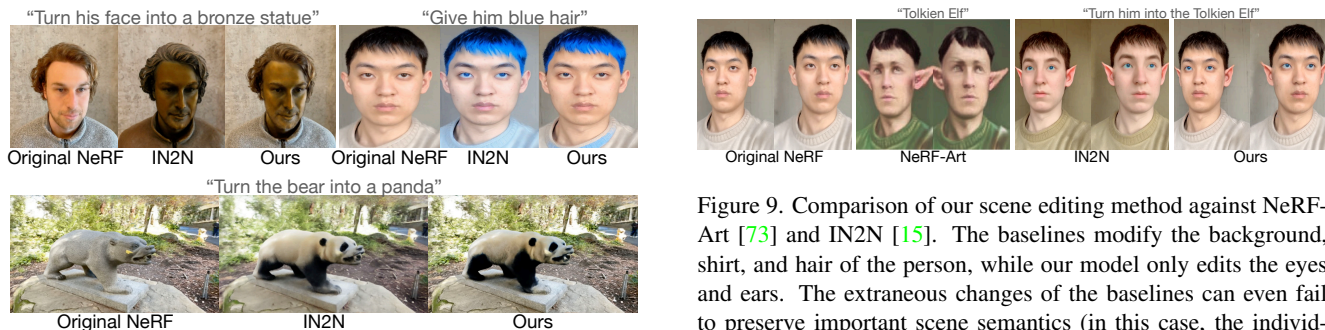 “Turn his face into a bronze statue”
“Give him blue hair”
Original NeRF
IN2N
Ours
Original NeRF
IN2N
Ours
“Turn the bear into a panda”
Original NeRF
IN2N
Ours
“Tolkien Elf”
“Turn him into the Tolkien Elf”
Original NeRF
NeRF-Art
IN2N
Ours
Figure 9. Comparison of our scene editing method against NeRF-
Art [73] and IN2N [15]. The baselines modify the background,
shirt, and hair of the person, while our model only edits the eyes
and ears. The extraneous changes of the baselines can even fail
to preserve important scene semantics (in this case, the individ-